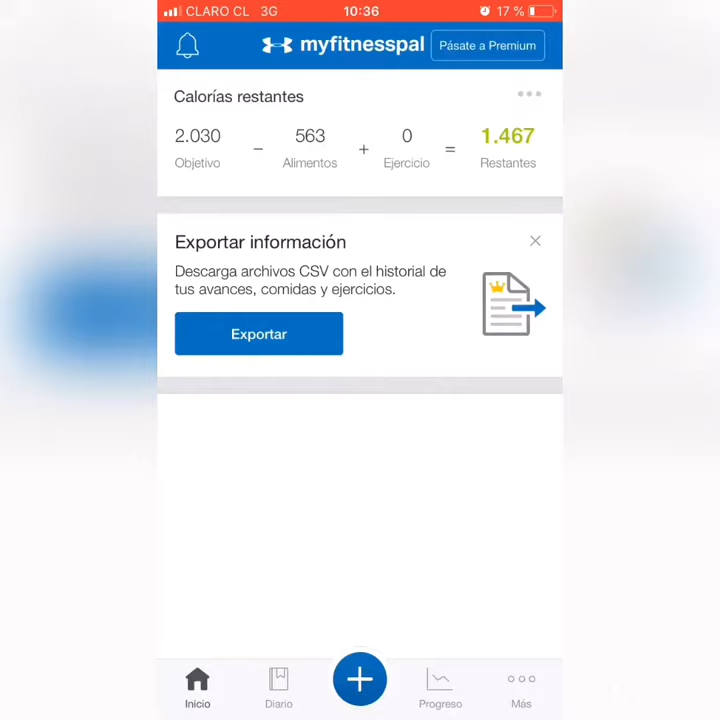 CLARO CL 3G 10:36 17 %
myfitnesspal Pásate a Premium
Calorías restantes
2.030 − 563 + 0 = 1.467
Objetivo Alimentos Ejercicio Restantes
Exportar información
Descarga archivos CSV con el historial de
tus avances, comidas y ejercicios.
Exportar
Inicio Diario Progreso Más